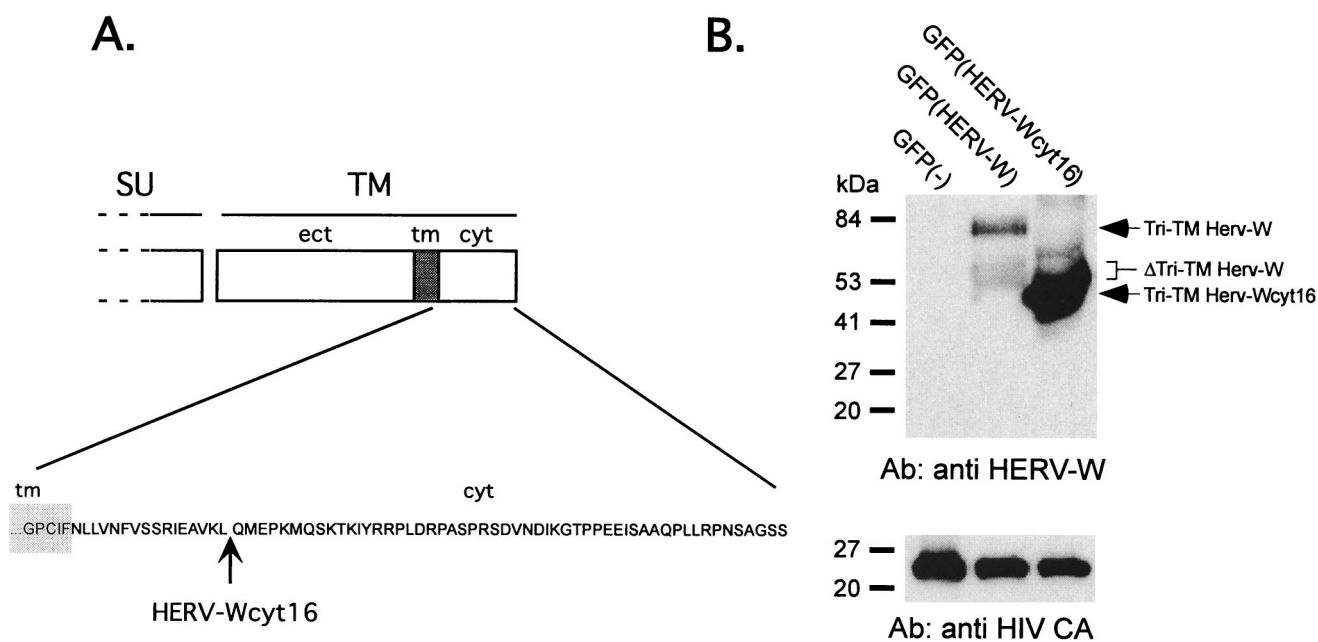 A.
SU
TM
ect
tm
cyt
tm
cyt
...GPCIFNLLVNFVSSRIEAVKLQMEPKMQSKTKIYRRPLDRPASPRSDVNDIKGTPPEEISAAQPLLRPNSAGSS
HERV-Wcyt16
B.
GFP(-)
GFP(HERV-W)
GFP(HERV-Wcyt16)
kDa
84
53
41
27
20
Tri-TM Herv-W
ΔTri-TM Herv-W
Tri-TM Herv-Wcyt16
Ab: anti HERV-W
27
20
Ab: anti HIV CA